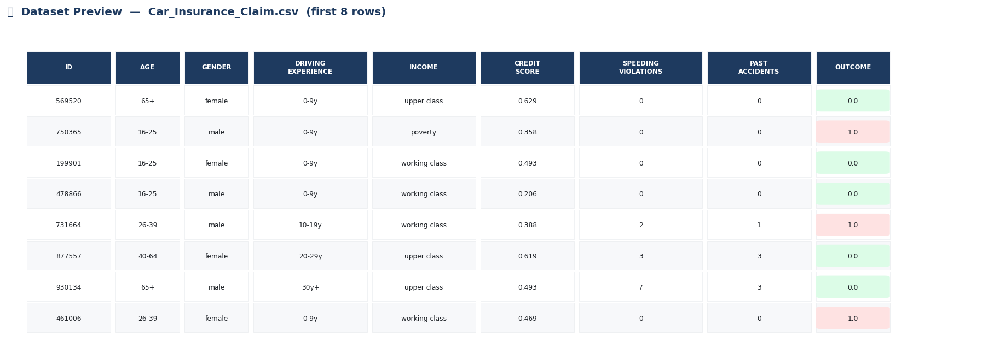 Dataset Preview — Car_Insurance_Claim.csv (first 8 rows)
ID AGE GENDER DRIVING EXPERIENCE INCOME CREDIT SCORE SPEEDING VIOLATIONS PAST ACCIDENTS OUTCOME
569520 65+ female 0-9y upper class 0.629 0 0 0.0
750365 16-25 male 0-9y poverty 0.358 0 0 1.0
199901 16-25 female 0-9y working class 0.493 0 0 0.0
478866 16-25 male 0-9y working class 0.206 0 0 0.0
731664 26-39 male 10-19y working class 0.388 2 1 1.0
877557 40-64 female 20-29y upper class 0.619 3 3 0.0
930134 65+ male 30y+ upper class 0.493 7 3 0.0
461006 26-39 female 0-9y working class 0.469 0 0 1.0